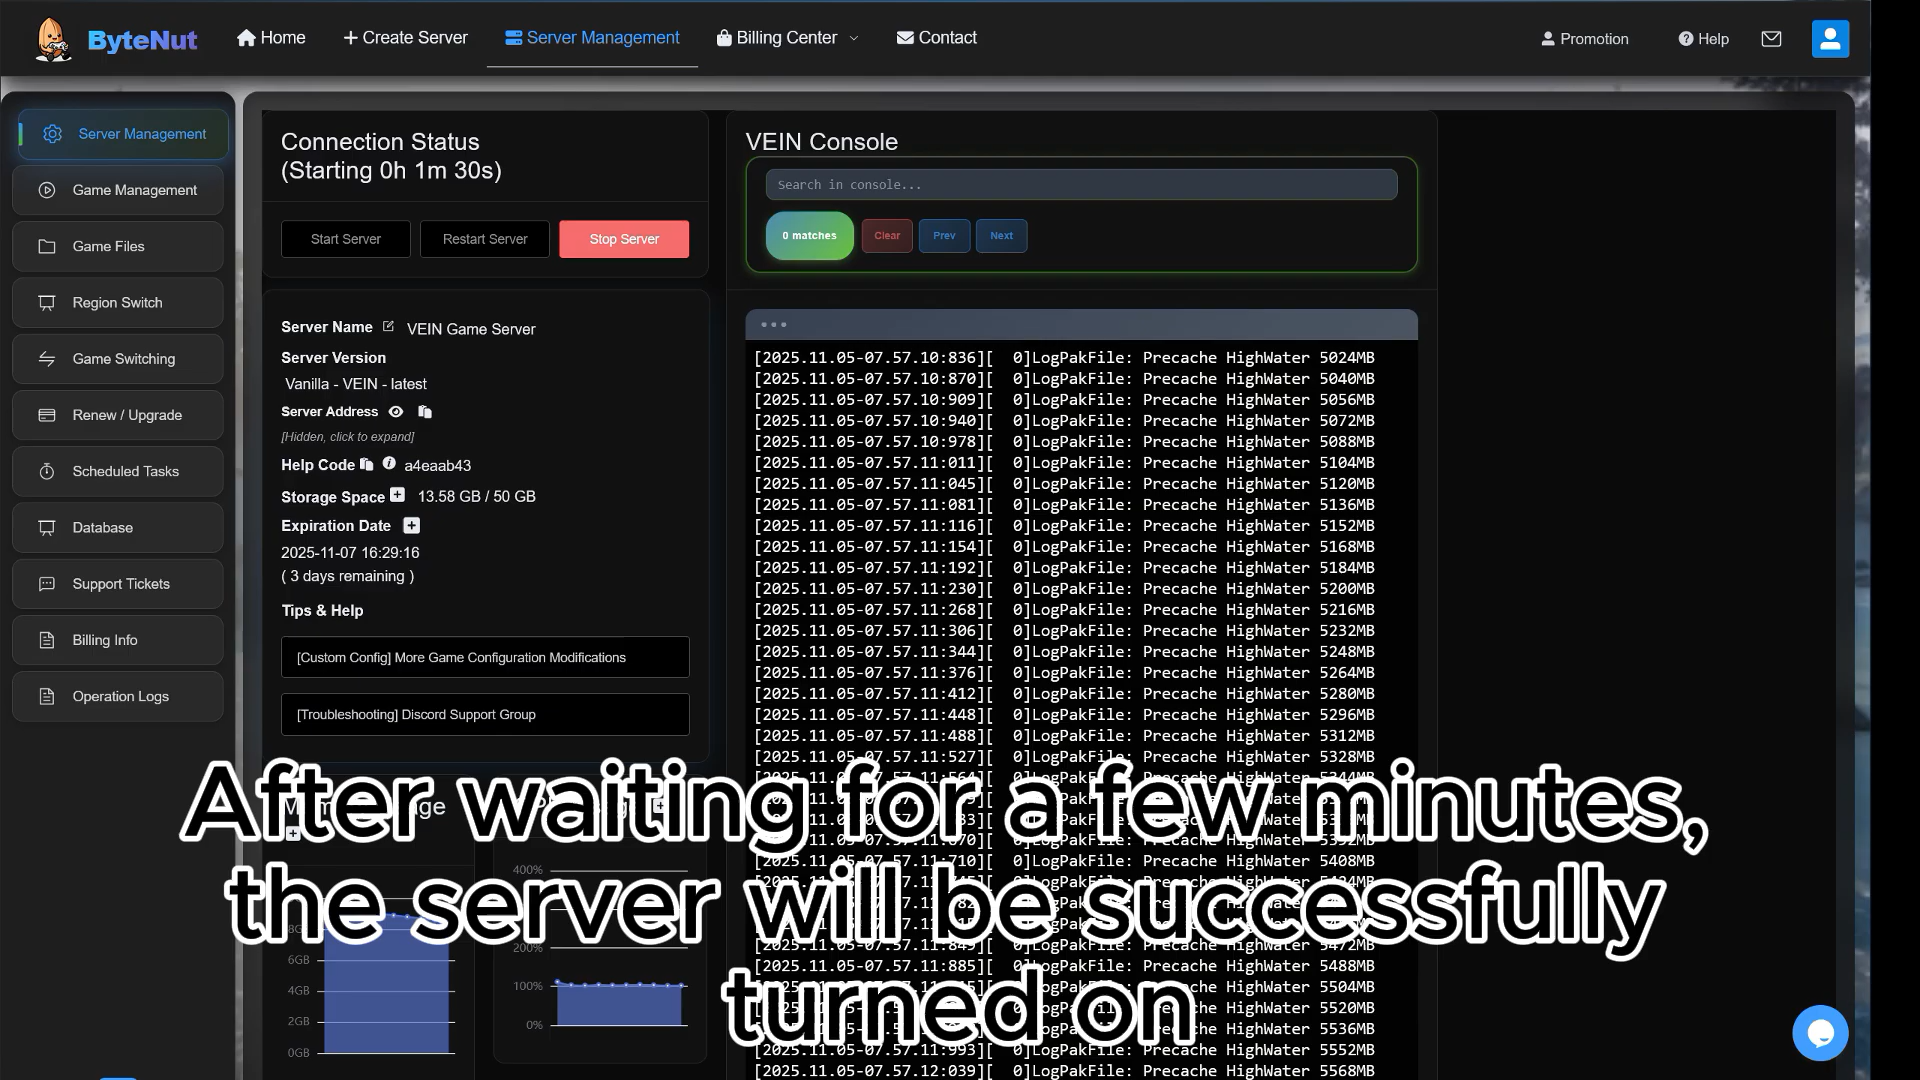 ByteNut
Home
Create Server
Server Management
Billing Center
Contact
Promotion
Help
Server Management
Game Management
Game Files
Region Switch
Game Switching
Renew / Upgrade
Scheduled Tasks
Database
Support Tickets
Billing Info
Operation Logs
Connection Status
(Starting 0h 1m 30s)
Start Server
Restart Server
Stop Server
Server Name VEIN Game Server
Server Version
Vanilla - VEIN - latest
Server Address
[Hidden, click to expand]
Help Code a4eaab43
Storage Space 13.58 GB / 50 GB
Expiration Date
2025-11-07 16:29:16
( 3 days remaining )
Tips & Help
[Custom Config] More Game Configuration Modifications
[Troubleshooting] Discord Support Group
6GB
4GB
2GB
0GB
400%
200%
100%
0%
VEIN Console
Search in console...
0 matches
Clear
Prev
Next
[2025.11.05-07.57.10:836][  0]LogPakFile: Precache HighWater 5024MB
[2025.11.05-07.57.10:870][  0]LogPakFile: Precache HighWater 5040MB
[2025.11.05-07.57.10:909][  0]LogPakFile: Precache HighWater 5056MB
[2025.11.05-07.57.10:940][  0]LogPakFile: Precache HighWater 5072MB
[2025.11.05-07.57.10:978][  0]LogPakFile: Precache HighWater 5088MB
[2025.11.05-07.57.11:011][  0]LogPakFile: Precache HighWater 5104MB
[2025.11.05-07.57.11:045][  0]LogPakFile: Precache HighWater 5120MB
[2025.11.05-07.57.11:081][  0]LogPakFile: Precache HighWater 5136MB
[2025.11.05-07.57.11:116][  0]LogPakFile: Precache HighWater 5152MB
[2025.11.05-07.57.11:154][  0]LogPakFile: Precache HighWater 5168MB
[2025.11.05-07.57.11:192][  0]LogPakFile: Precache HighWater 5184MB
[2025.11.05-07.57.11:230][  0]LogPakFile: Precache HighWater 5200MB
[2025.11.05-07.57.11:268][  0]LogPakFile: Precache HighWater 5216MB
[2025.11.05-07.57.11:306][  0]LogPakFile: Precache HighWater 5232MB
[2025.11.05-07.57.11:344][  0]LogPakFile: Precache HighWater 5248MB
[2025.11.05-07.57.11:376][  0]LogPakFile: Precache HighWater 5264MB
[2025.11.05-07.57.11:412][  0]LogPakFile: Precache HighWater 5280MB
[2025.11.05-07.57.11:448][  0]LogPakFile: Precache HighWater 5296MB
[2025.11.05-07.57.11:488][  0]LogPakFile: Precache HighWater 5312MB
[2025.11.05-07.57.11:527][  0]LogPakFile: Precache HighWater 5328MB
[2025.11.05-07.57.11:710][  0]LogPakFile: Precache HighWater 5408MB
[2025.11.05-07.57.11:849][  0]LogPakFile: Precache HighWater 5472MB
[2025.11.05-07.57.11:885][  0]LogPakFile: Precache HighWater 5488MB
Precache HighWater 5504MB
HighWater 5520MB
HighWater 5536MB
[2025.11.05-07.57.11:993][  0]LogPakFile: Precache HighWater 5552MB
[2025.11.05-07.57.12:039][  0]LogPakFile: Precache HighWater 5568MB
After waiting for a few minutes,
the server will be successfully
turned on